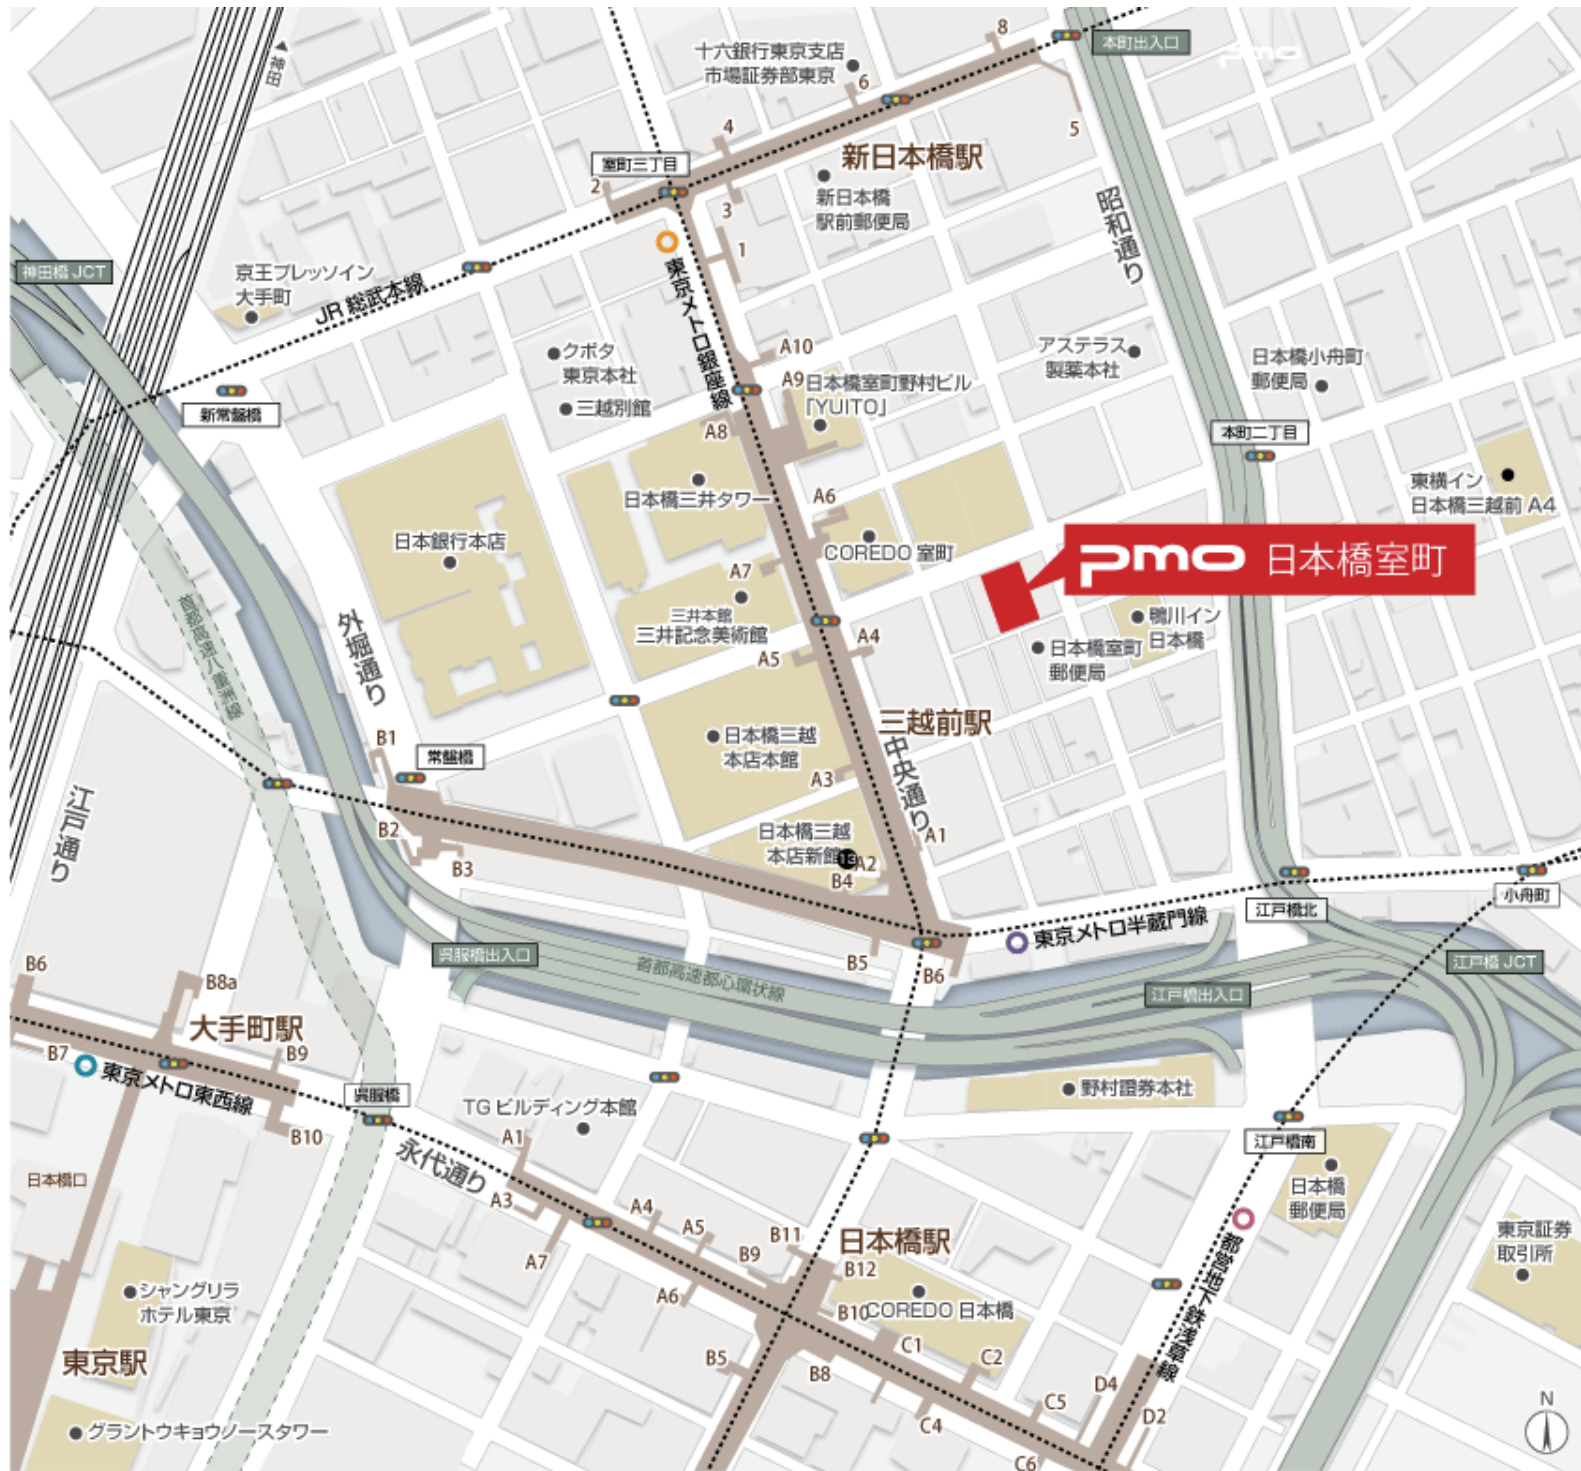 十六銀行東京支店
市場証券部東京
8
本町出入口
pmo
▲神田
6
5
4
新日本橋駅
室町三丁目
2
3
新日本橋
駅前郵便局
1
昭和通り
神田橋 JCT
京王プレッソイン
大手町
JR 総武本線
東京メトロ銀座線
クボタ
東京本社
三越別館
A10
A9
日本橋室町野村ビル
「YUITO」
アステラス
製薬本社
日本橋小舟町
郵便局
新常盤橋
A8
本町二丁目
日本橋三井タワー
A6
東横イン
日本橋三越前 A4
日本銀行本店
COREDO 室町
pmo 日本橋室町
A7
首都高速八重洲線
外堀通り
三井本館
三井記念美術館
A4
A5
鴨川イン
日本橋
日本橋室町
郵便局
三越前駅
中央通り
日本橋三越
本店本館
B1
常盤橋
A3
江戸通り
B2
B3
日本橋三越
本店新館
13
A2
B4
A1
小舟町
江戸橋北
東京メトロ半蔵門線
B5
B6
呉服橋出入口
首都高速都心環状線
江戸橋 JCT
江戸橋出入口
B6
B8a
大手町駅
B7
B9
東京メトロ東西線
呉服橋
B10
野村證券本社
TG ビルディング本館
A1
永代通り
江戸橋南
日本橋口
日本橋
郵便局
A3
A4
A5
A7
A6
B11
B9
日本橋駅
B12
B10
COREDO 日本橋
都営地下鉄浅草線
東京証券
取引所
シャングリラ
ホテル東京
東京駅
B5
B8
C1
C2
C4
C5
D4
D2
C6
グラントウキョウノースタワー
N